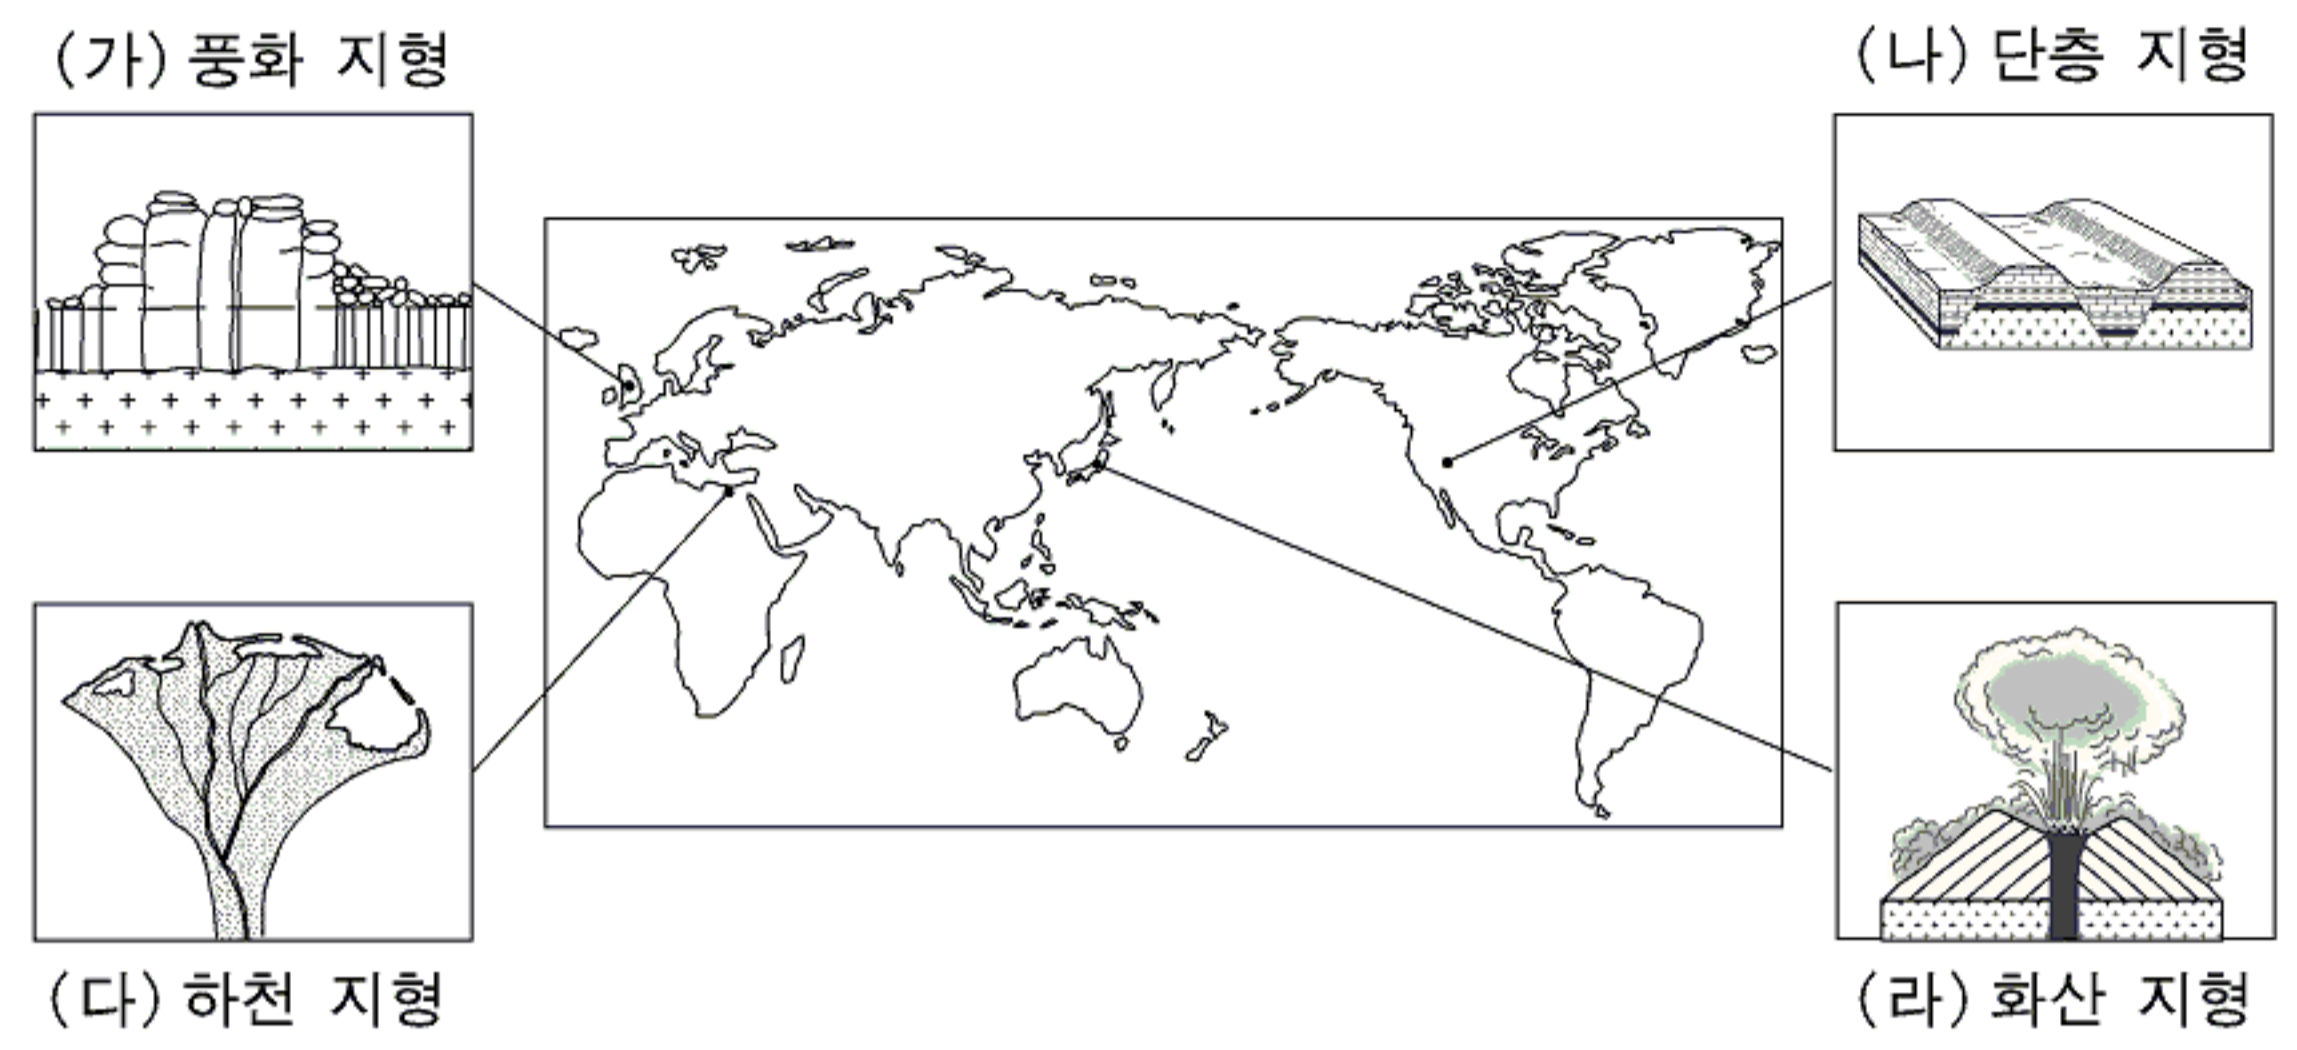 (가) 풍화 지형
(나) 단층 지형
(다) 하천 지형
(라) 화산 지형